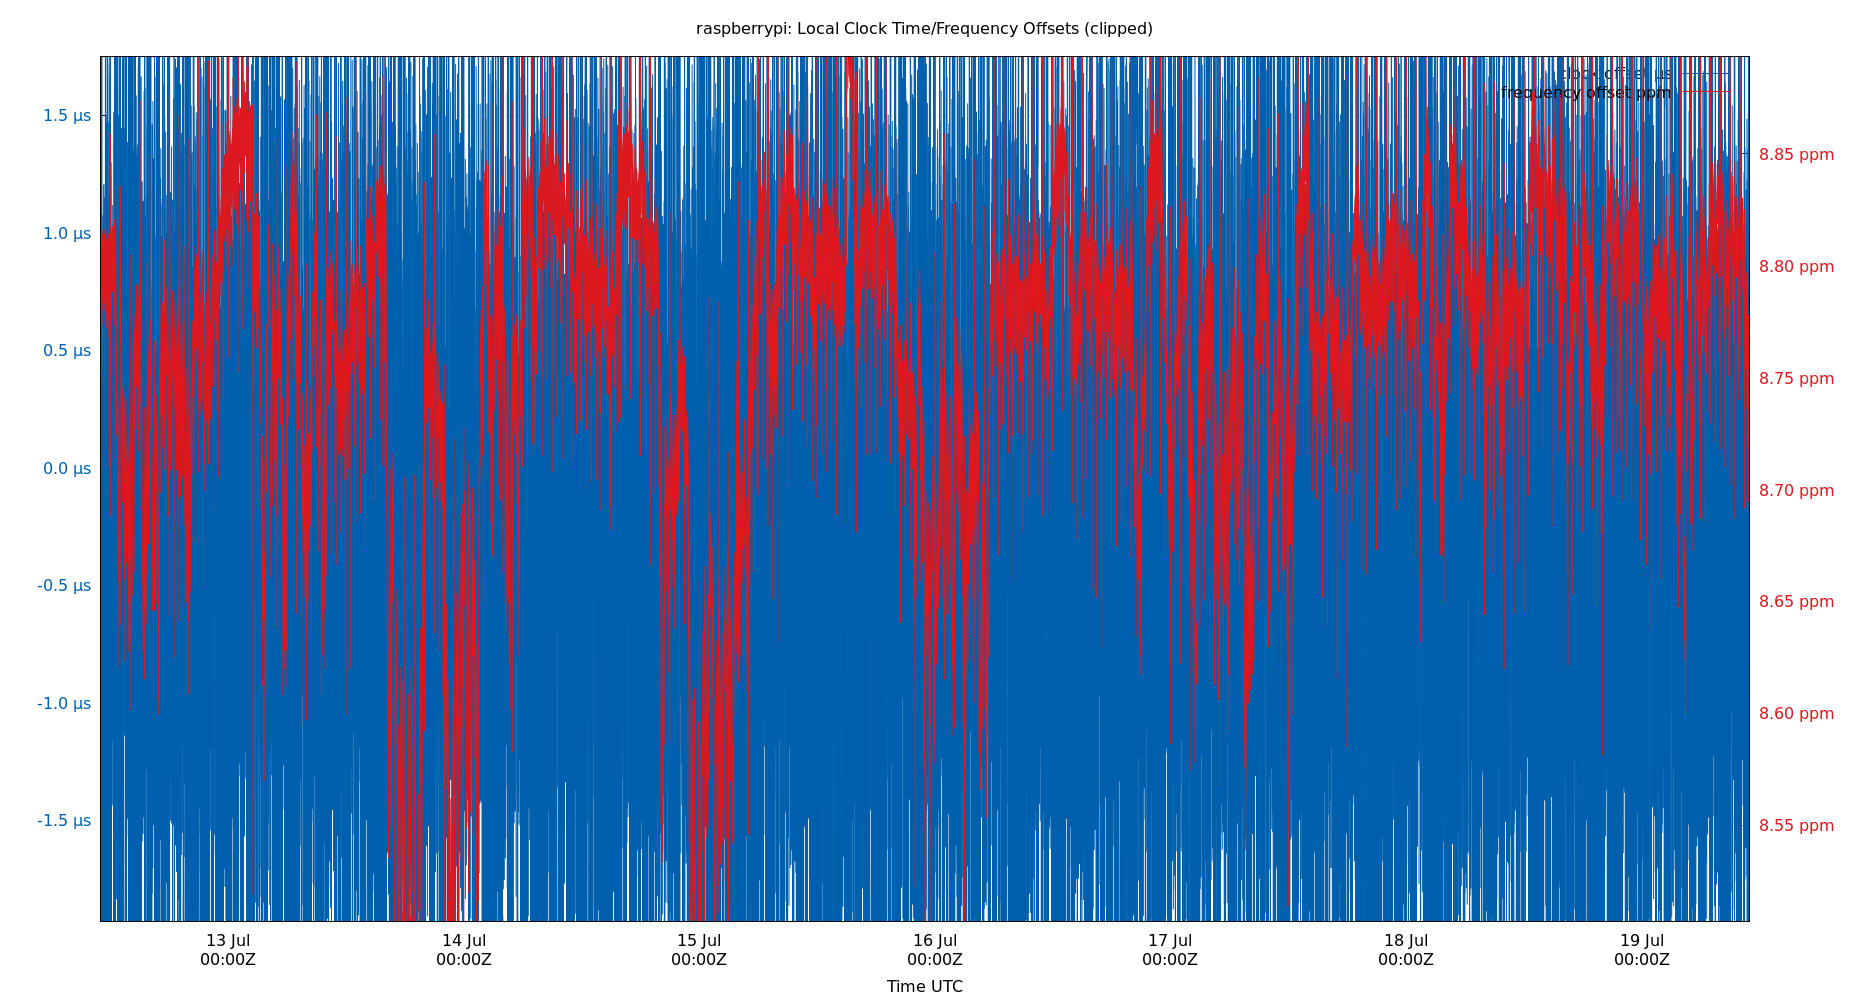 raspberrypi: Local Clock Time/Frequency Offsets (clipped)
clock offset µs
frequency offset ppm
1.5 µs
1.0 µs
0.5 µs
0.0 µs
-0.5 µs
-1.0 µs
-1.5 µs
8.85 ppm
8.80 ppm
8.75 ppm
8.70 ppm
8.65 ppm
8.60 ppm
8.55 ppm
13 Jul
00:00Z
14 Jul
00:00Z
15 Jul
00:00Z
16 Jul
00:00Z
17 Jul
00:00Z
18 Jul
00:00Z
19 Jul
00:00Z
Time UTC